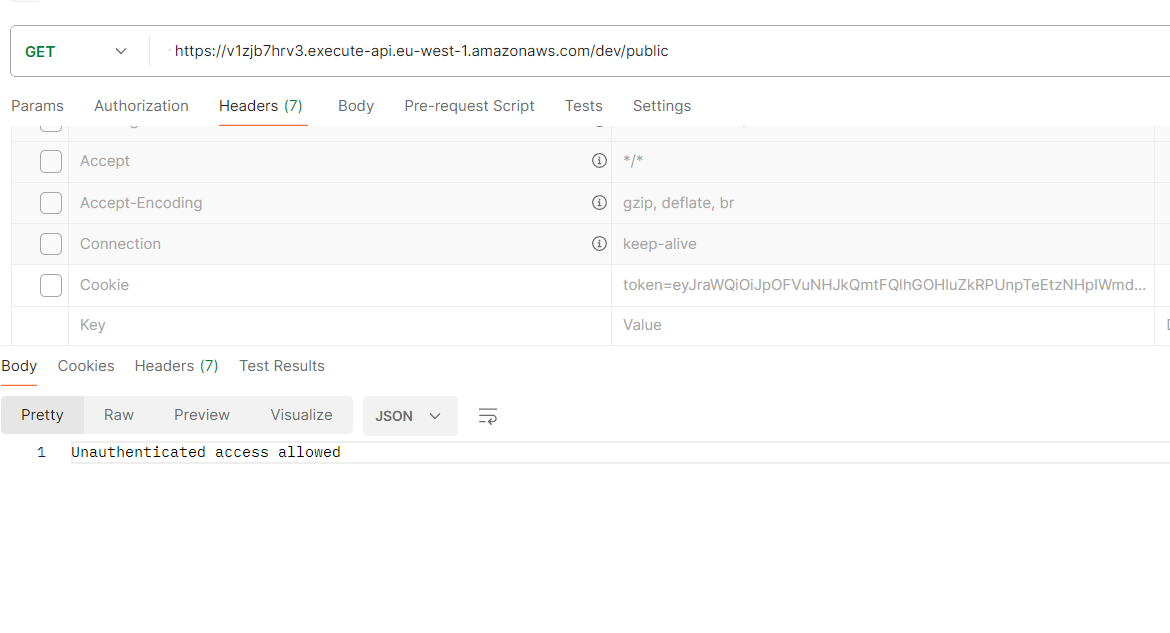 GET https://v1zjb7hrv3.execute-api.eu-west-1.amazonaws.com/dev/public
Params Authorization Headers (7) Body Pre-request Script Tests Settings
Accept */*
Accept-Encoding gzip, deflate, br
Connection keep-alive
Cookie token=eyJraWQiOiJpOFVuNHJkQmtFQlhGOHluZkRPUnpTeEtzNHpIWmd...
Key Value
Body Cookies Headers (7) Test Results
Pretty Raw Preview Visualize JSON
1 Unauthenticated access allowed